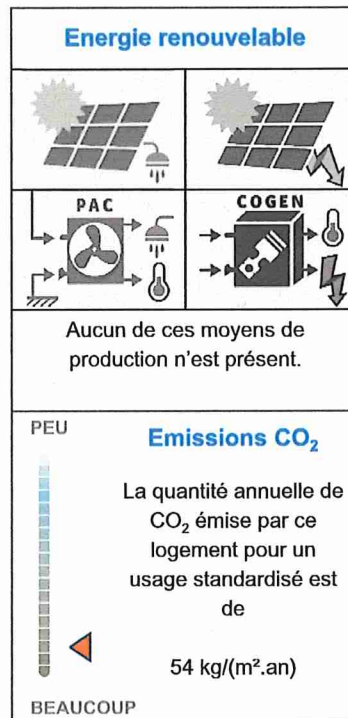 Energie renouvelable
PAC
COGEN
Aucun de ces moyens de
production n'est présent.
PEU
Emissions CO₂
La quantité annuelle de
CO₂ émise par ce
logement pour un
usage standardisé est
de
54 kg/(m².an)
BEAUCOUP